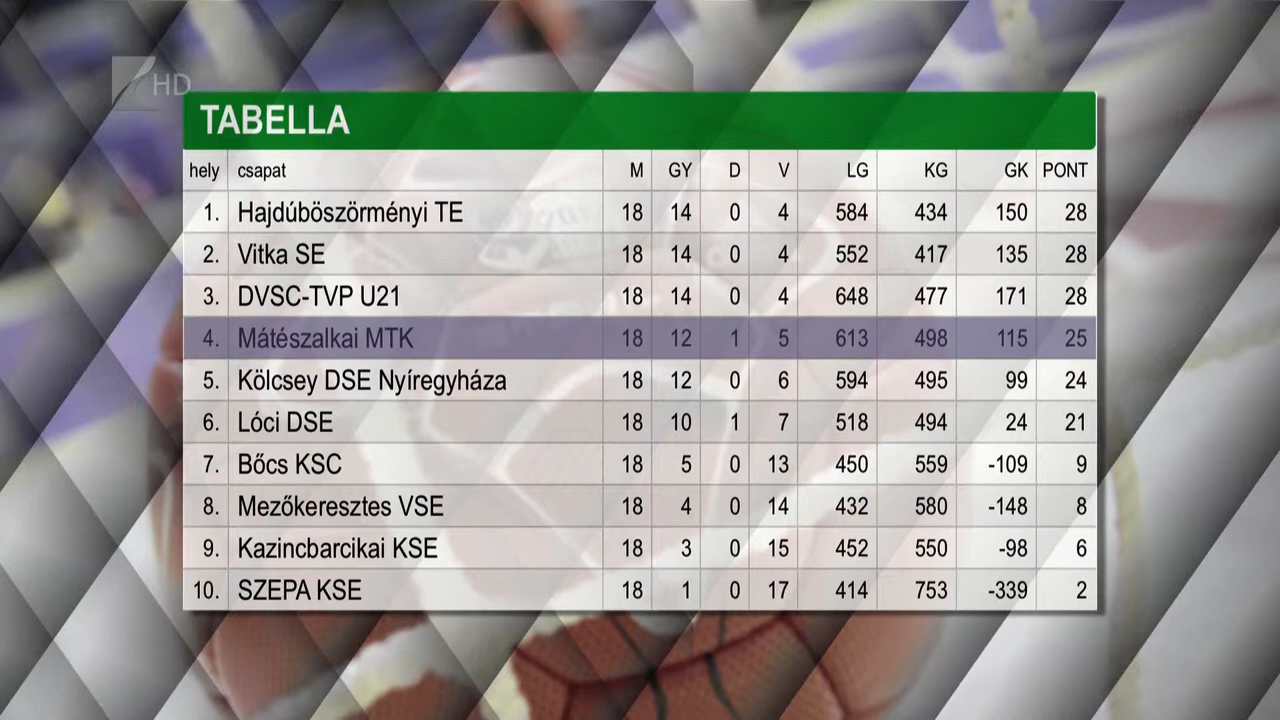 HD
TABELLA
hely csapat M GY D V LG KG GK PONT
1. Hajdúböszörményi TE 18 14 0 4 584 434 150 28
2. Vitka SE 18 14 0 4 552 417 135 28
3. DVSC-TVP U21 18 14 0 4 648 477 171 28
4. Mátészalkai MTK 18 12 1 5 613 498 115 25
5. Kölcsey DSE Nyíregyháza 18 12 0 6 594 495 99 24
6. Lóci DSE 18 10 1 7 518 494 24 21
7. Bőcs KSC 18 5 0 13 450 559 -109 9
8. Mezőkeresztes VSE 18 4 0 14 432 580 -148 8
9. Kazincbarcikai KSE 18 3 0 15 452 550 -98 6
10. SZEPA KSE 18 1 0 17 414 753 -339 2